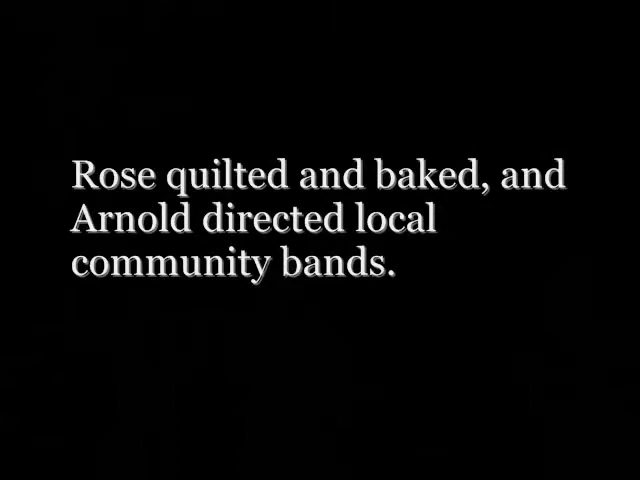 Rose quilted and baked, and
Arnold directed local
community bands.